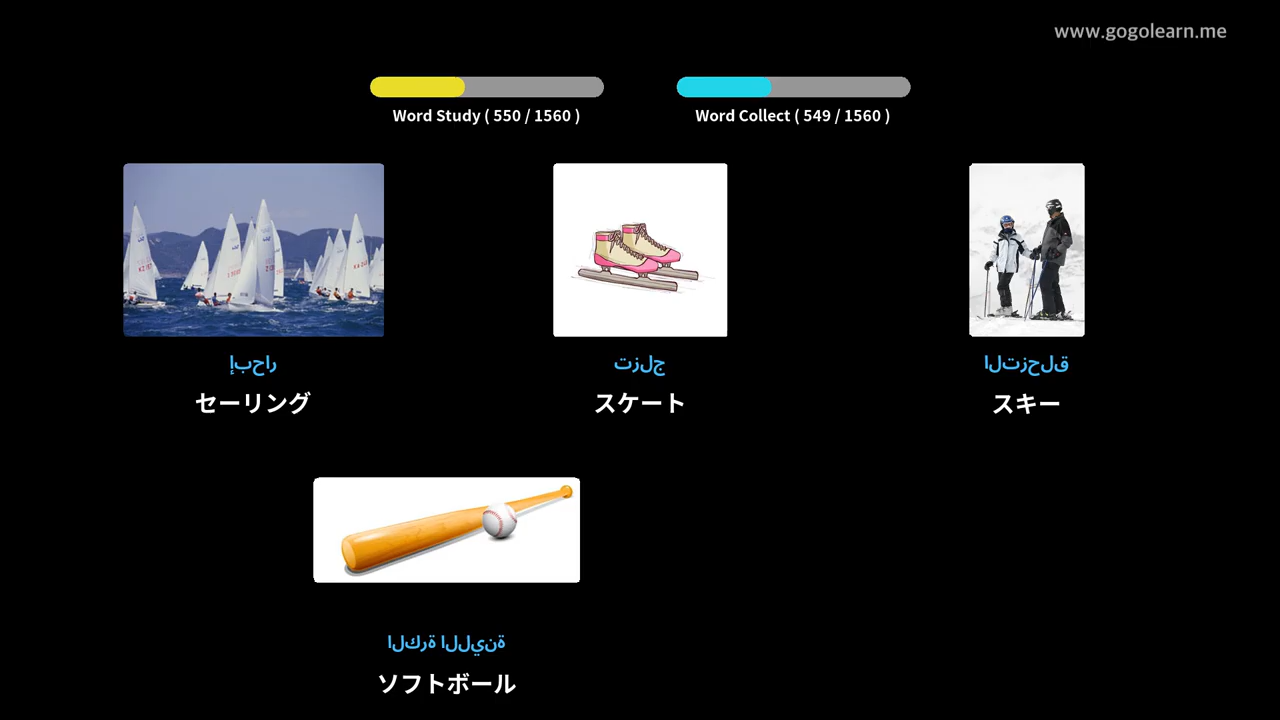 www.gogolearn.me
Word Study ( 550 / 1560 )
Word Collect ( 549 / 1560 )
إبحار
セーリング
تزلج
スケート
التزحلق
スキー
الكرة اللينة
ソフトボール